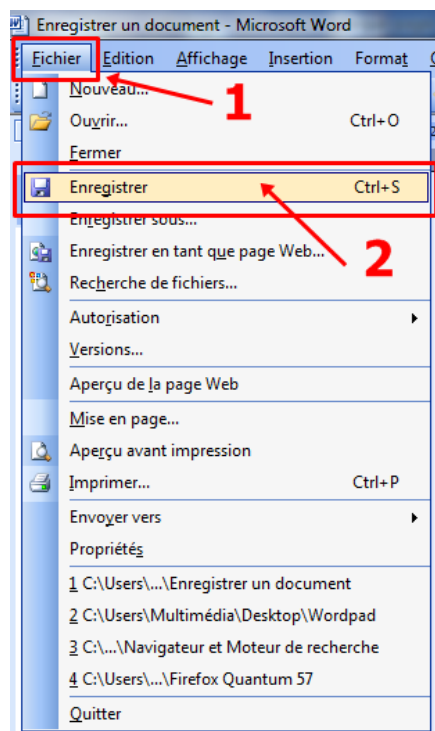 Enregistrer un document - Microsoft Word
Fichier Edition Affichage Insertion Format
1
Nouveau...
Ouvrir... Ctrl+O
Fermer
Enregistrer Ctrl+S
Enregistrer sous...
2
Enregistrer en tant que page Web...
Recherche de fichiers...
Autorisation
Versions...
Aperçu de la page Web
Mise en page...
Aperçu avant impression
Imprimer... Ctrl+P
Envoyer vers
Propriétés
1 C:\Users\...\Enregistrer un document
2 C:\Users\Multimédia\Desktop\Wordpad
3 C:\...\Navigateur et Moteur de recherche
4 C:\Users\...\Firefox Quantum 57
Quitter